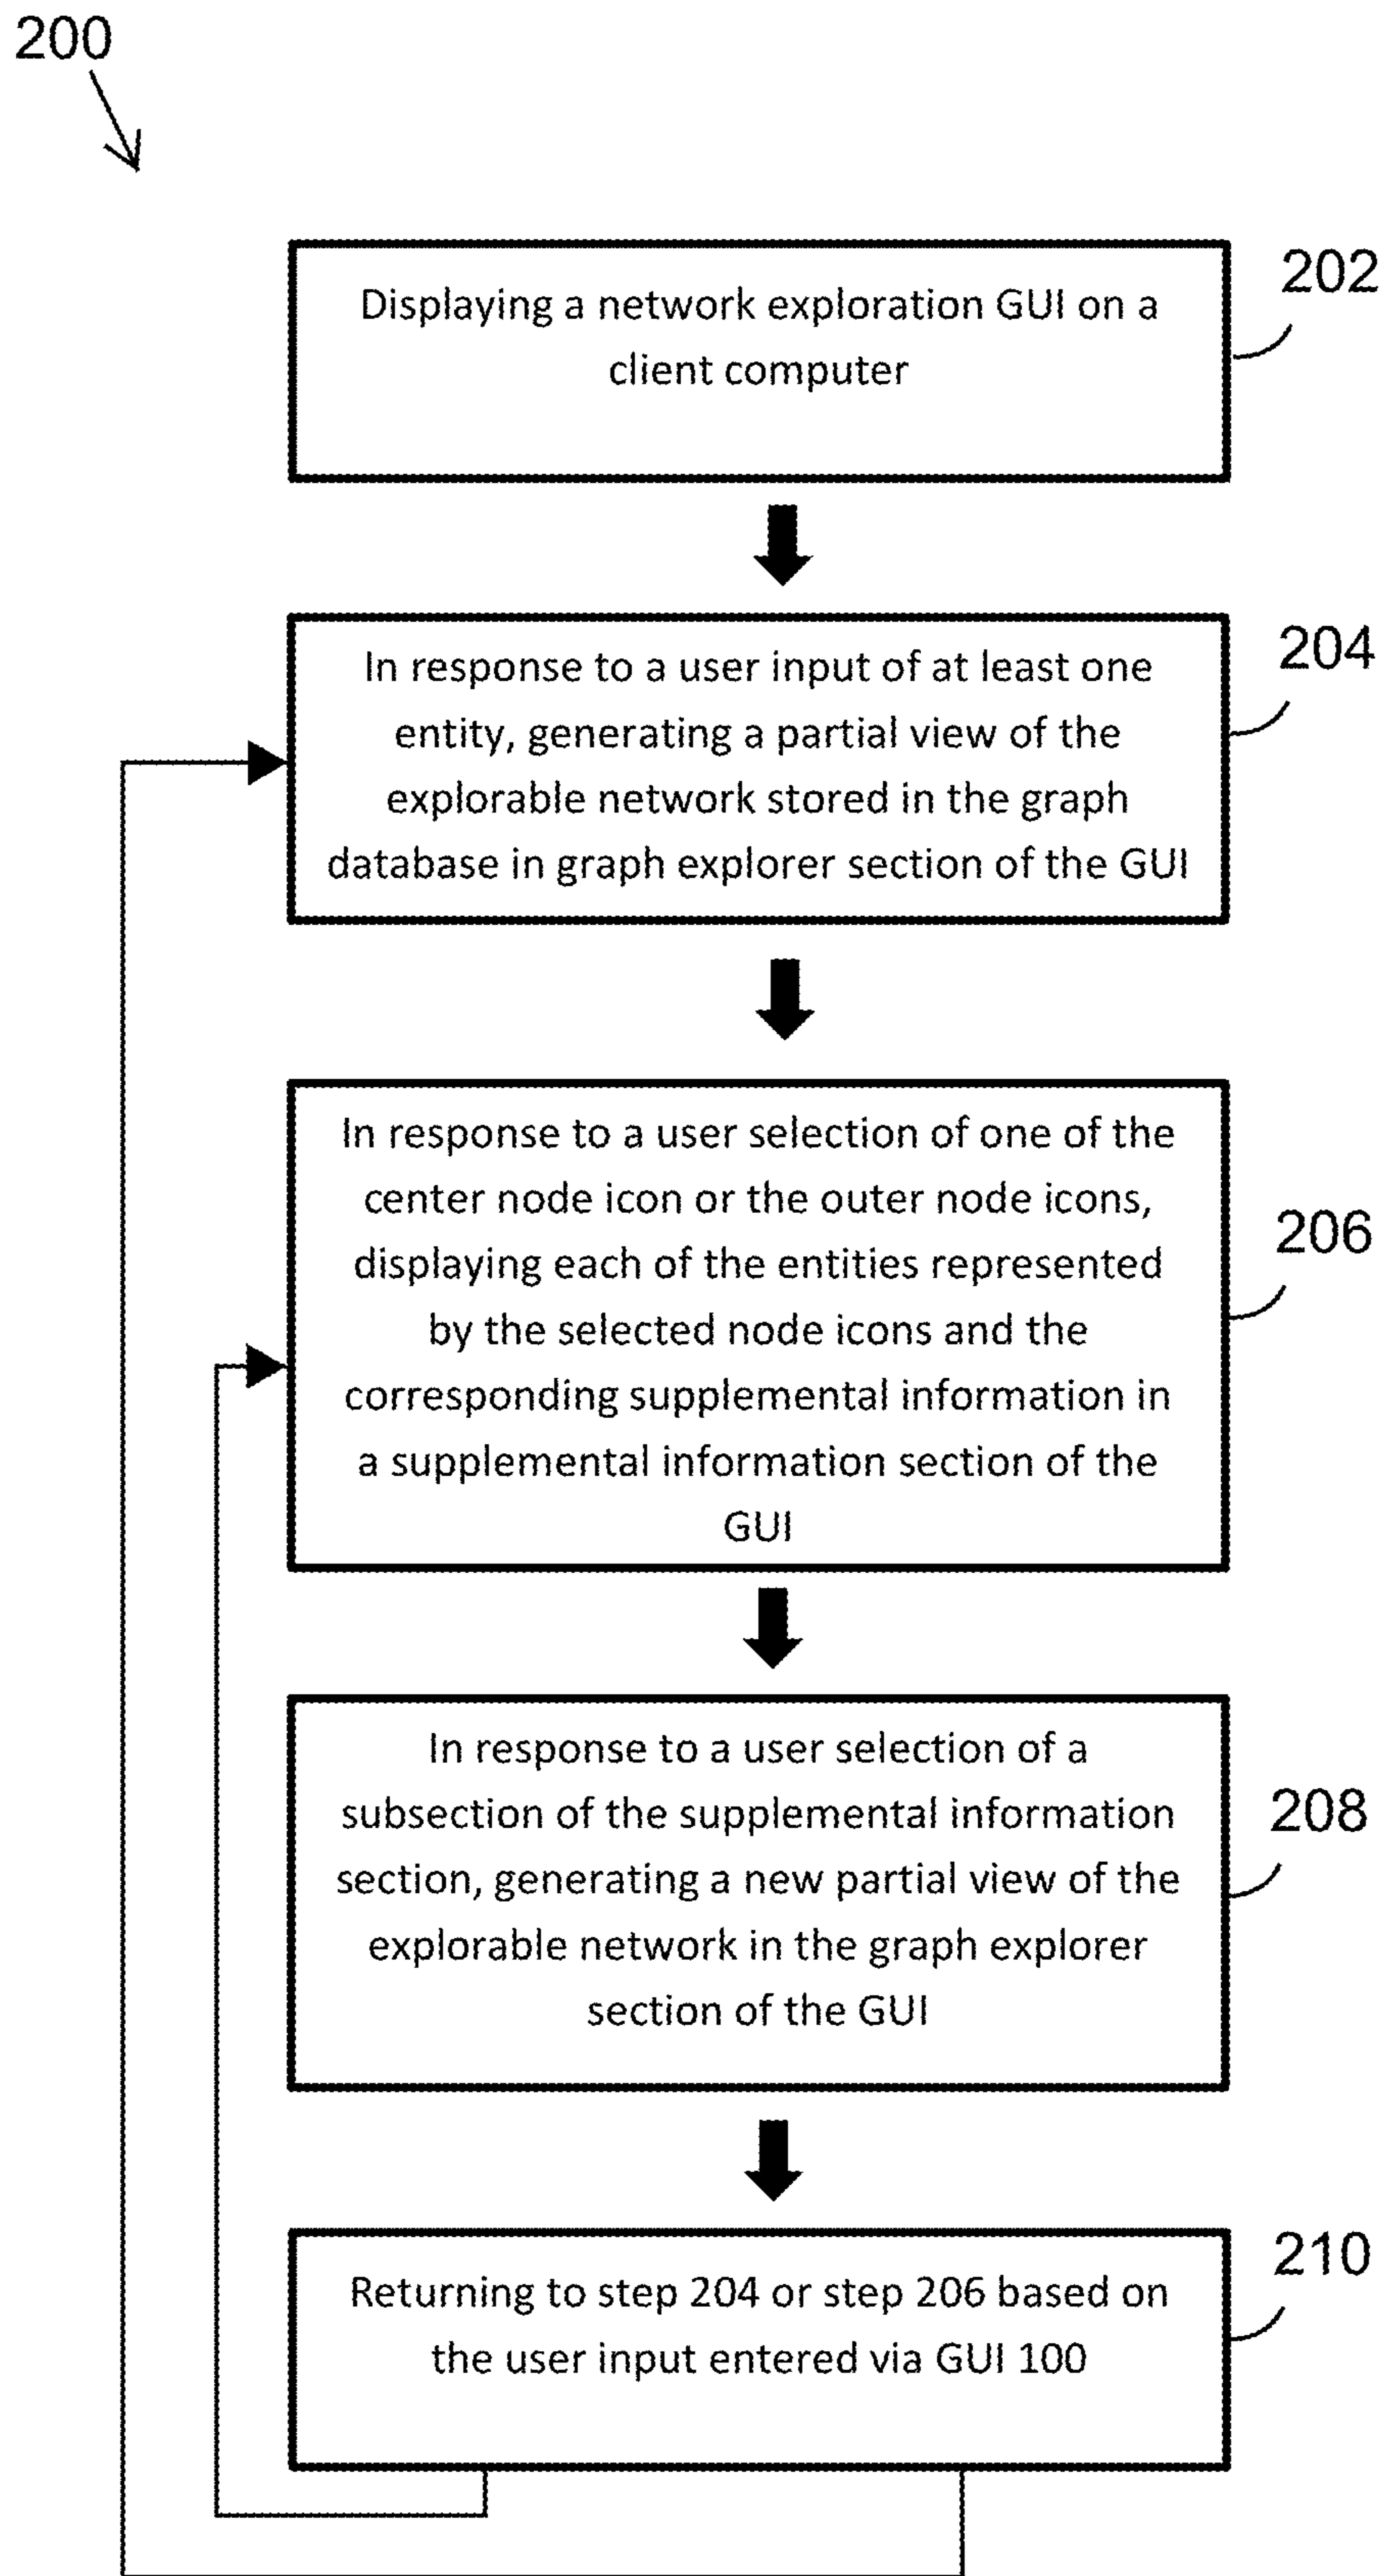 200
Displaying a network exploration GUI on a
client computer
202
In response to a user input of at least one
entity, generating a partial view of the
explorable network stored in the graph
database in graph explorer section of the GUI
204
In response to a user selection of one of the
center node icon or the outer node icons,
displaying each of the entities represented
by the selected node icons and the
corresponding supplemental information in
a supplemental information section of the
GUI
206
In response to a user selection of a
subsection of the supplemental information
section, generating a new partial view of the
explorable network in the graph explorer
section of the GUI
208
Returning to step 204 or step 206 based on
the user input entered via GUI 100
210